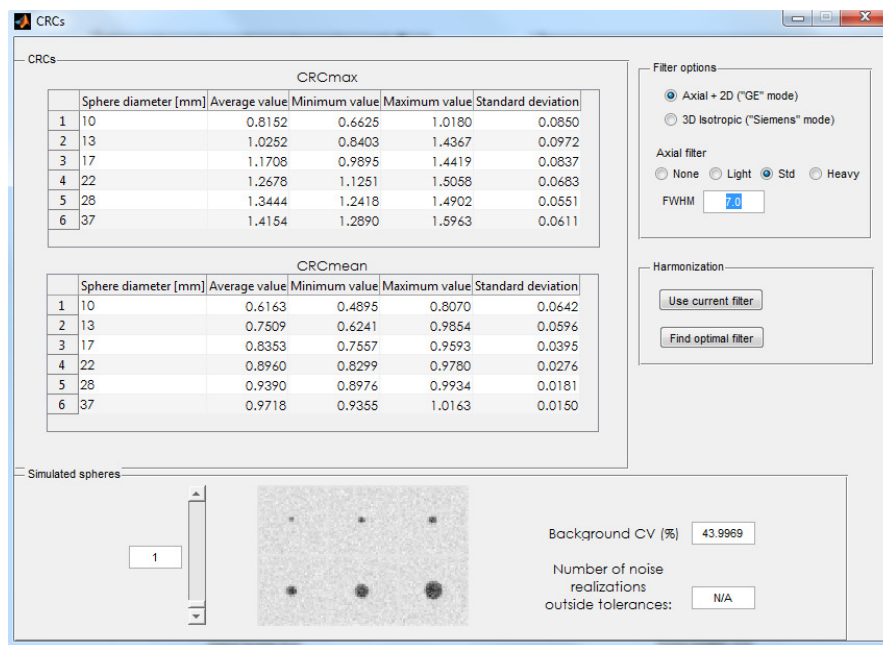 CRCs
CRCs
CRCmax
Sphere diameter [mm] Average value Minimum value Maximum value Standard deviation
1 10 0.8152 0.6625 1.0180 0.0850
2 13 1.0252 0.8403 1.4367 0.0972
3 17 1.1708 0.9895 1.4419 0.0837
4 22 1.2678 1.1251 1.5058 0.0683
5 28 1.3444 1.2418 1.4902 0.0551
6 37 1.4154 1.2890 1.5963 0.0611
CRCmean
Sphere diameter [mm] Average value Minimum value Maximum value Standard deviation
1 10 0.6163 0.4895 0.8070 0.0642
2 13 0.7509 0.6241 0.9854 0.0596
3 17 0.8353 0.7557 0.9593 0.0395
4 22 0.8960 0.8299 0.9780 0.0276
5 28 0.9390 0.8976 0.9934 0.0181
6 37 0.9718 0.9355 1.0163 0.0150
Filter options
Axial + 2D ("GE" mode)
3D Isotropic ("Siemens" mode)
Axial filter
None Light Std Heavy
FWHM 7.0
Harmonization
Use current filter
Find optimal filter
Simulated spheres
1
Background CV (%) 43.9969
Number of noise
realizations
outside tolerances: N/A